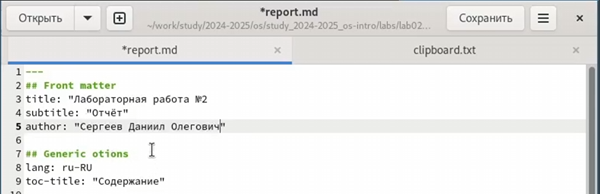 Открыть
*report.md
~/work/study/2024-2025/os/study_2024-2025_os-intro/labs/lab02...
Сохранить
*report.md
clipboard.txt
1 ---
2 ## Front matter
3 title: "Лабораторная работа №2
4 subtitle: "Отчёт"
5 author: "Сергеев Даниил Олегович"
6
7 ## Generic otions
8 lang: ru-RU
9 toc-title: "Содержание"